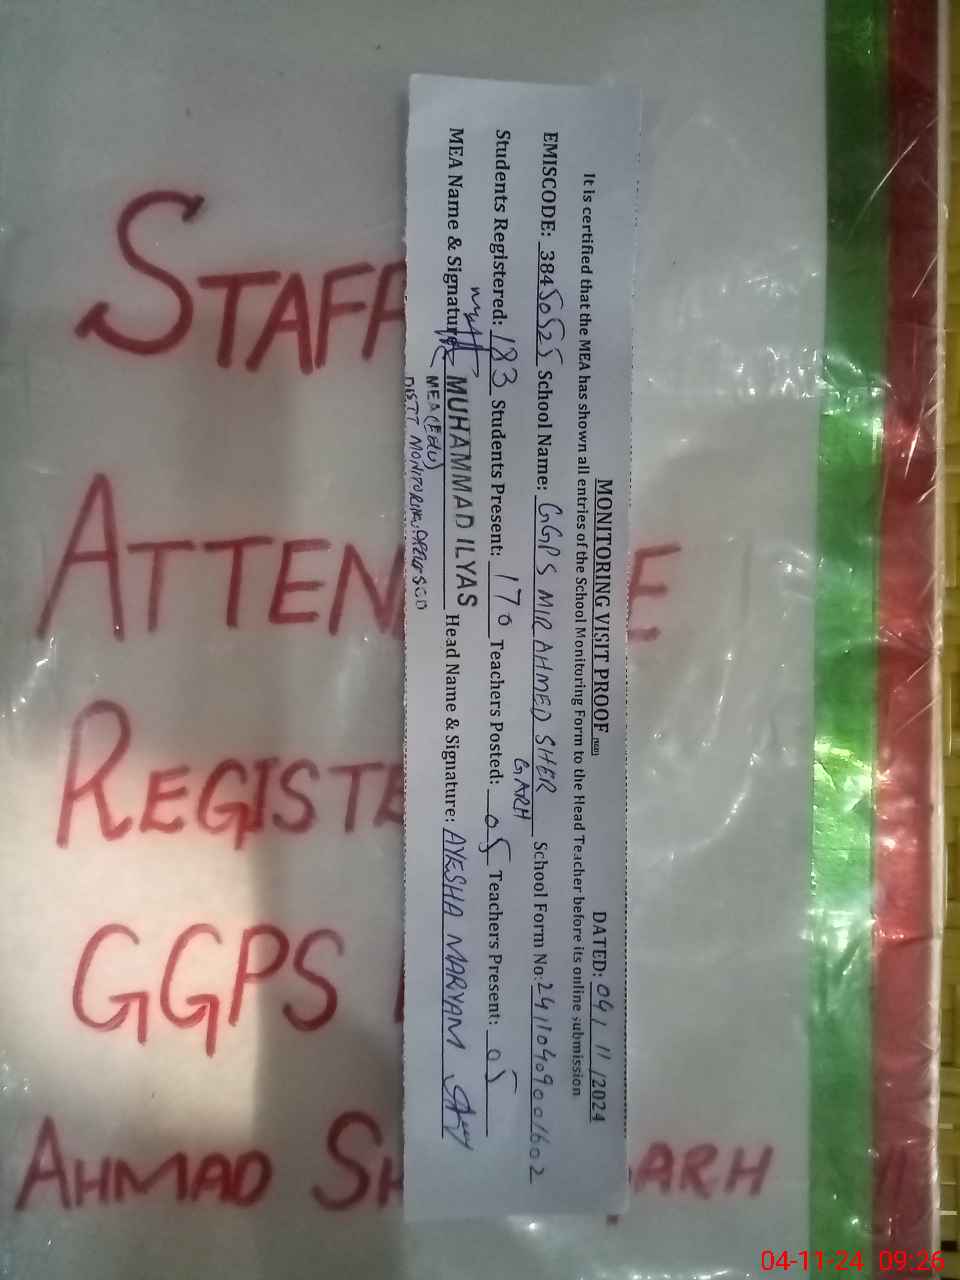 MONITORING VISIT PROOF
DATED: 04/11/2024
It is certified that the MEA has shown all entries of the School Monitoring Form to the Head Teacher before its online submission
EMISCODE: 38450525 School Name: GGPS MIR AHMED SHER GARH School Form No: 241104090001602
Students Registered: 183 Students Present: 170 Teachers Posted: 05 Teachers Present: 05
MEA Name & Signature MUHAMMAD ILYAS Head Name & Signature: AYESHA MARYAM
MEA(EDU)
DISTT MONITORING
STAFF
ATTEN
REGISTE
GGPS
AHMAD SH ARH
04-11-24 09:26